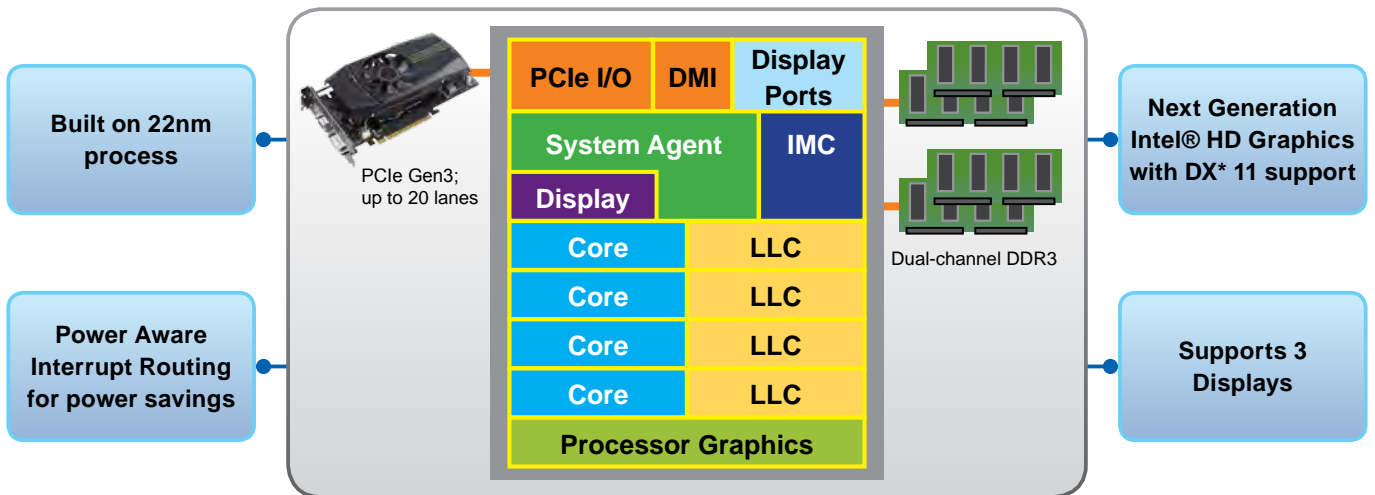 Built on 22nm
process
Power Aware
Interrupt Routing
for power savings
PCIe Gen3;
up to 20 lanes
PCIe I/O
DMI
Display
Ports
System Agent
IMC
Display
Core
LLC
Core
LLC
Core
LLC
Core
LLC
Processor Graphics
Dual-channel DDR3
Next Generation
Intel® HD Graphics
with DX* 11 support
Supports 3
Displays